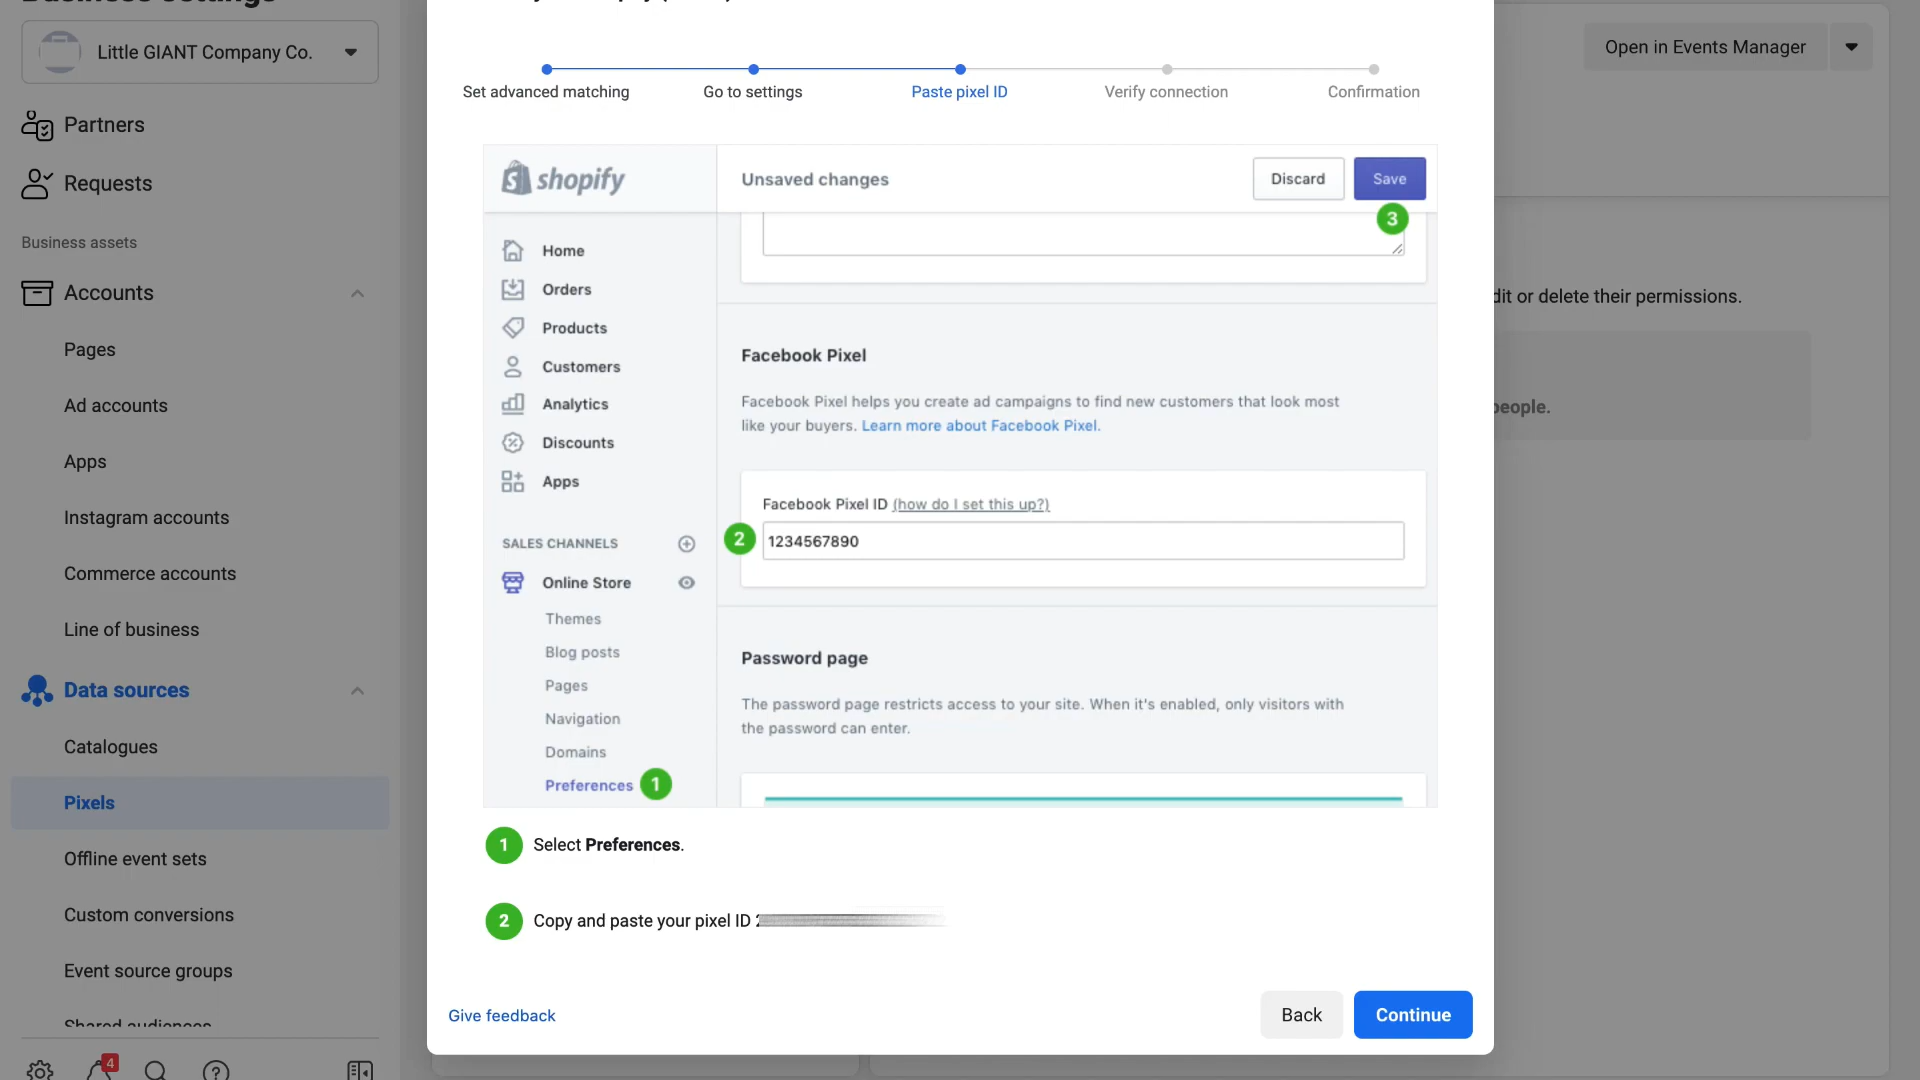 Little GIANT Company Co.
Partners
Requests
Business assets
Accounts
Pages
Ad accounts
Apps
Instagram accounts
Commerce accounts
Line of business
Data sources
Catalogues
Pixels
Offline event sets
Custom conversions
Event source groups
Shared audiences
4
Set advanced matching
Go to settings
Paste pixel ID
Verify connection
Confirmation
shopify
Unsaved changes
Discard
Save
3
Home
Orders
Products
Customers
Analytics
Discounts
Apps
SALES CHANNELS
Online Store
Themes
Blog posts
Pages
Navigation
Domains
Preferences 1
Facebook Pixel
Facebook Pixel helps you create ad campaigns to find new customers that look most
like your buyers. Learn more about Facebook Pixel.
Facebook Pixel ID (how do I set this up?)
2 1234567890
Password page
The password page restricts access to your site. When it's enabled, only visitors with
the password can enter.
1 Select Preferences.
2 Copy and paste your pixel ID
Give feedback
Back
Continue
Open in Events Manager
or delete their permissions.
people.